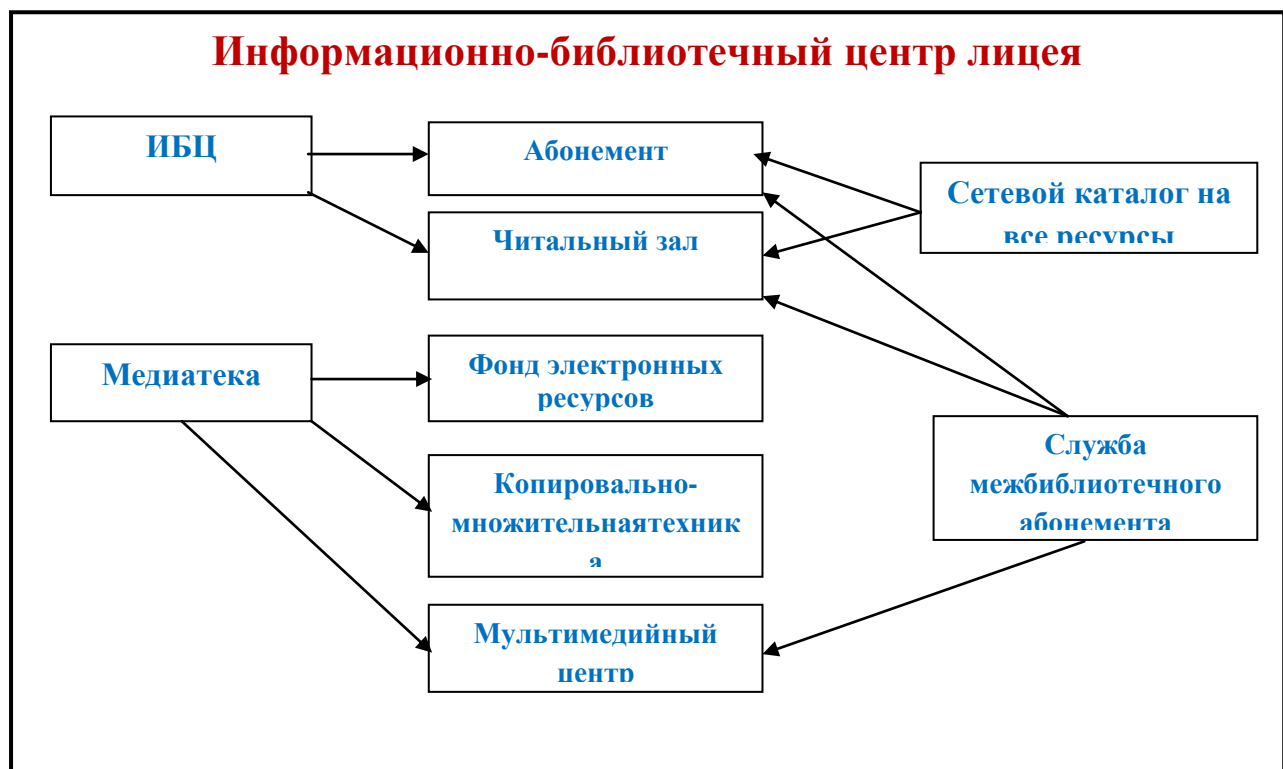 Информационно-библиотечный центр лицея
ИБЦ
Абонемент
Сетевой каталог на
все ресурсы
Читальный зал
Медиатека
Фонд электронных
ресурсов
Служба
межбиблиотечного
абонемента
Копировально-
множительнаятехник
а
Мультимедийный
центр